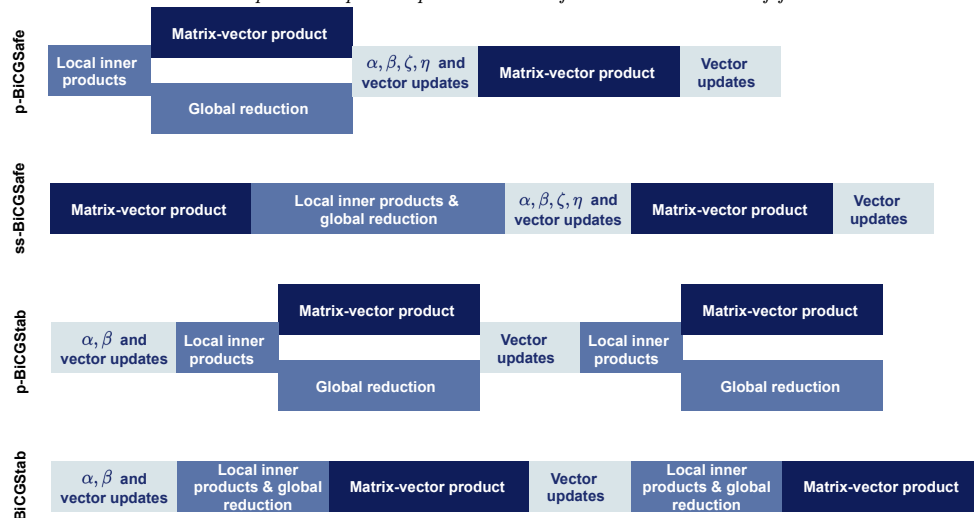 p-BiCGSafe
Matrix-vector product
Local inner
products
Global reduction
α, β, ζ, η and
vector updates
Matrix-vector product
Vector
updates
ss-BiCGSafe
Matrix-vector product
Local inner products &
global reduction
α, β, ζ, η and
vector updates
Matrix-vector product
Vector
updates
p-BiCGStab
α, β and
vector updates
Local inner
products
Matrix-vector product
Global reduction
Vector
updates
Local inner
products
Matrix-vector product
Global reduction
BiCGStab
α, β and
vector updates
Local inner
products & global
reduction
Matrix-vector product
Vector
updates
Local inner
products & global
reduction
Matrix-vector product